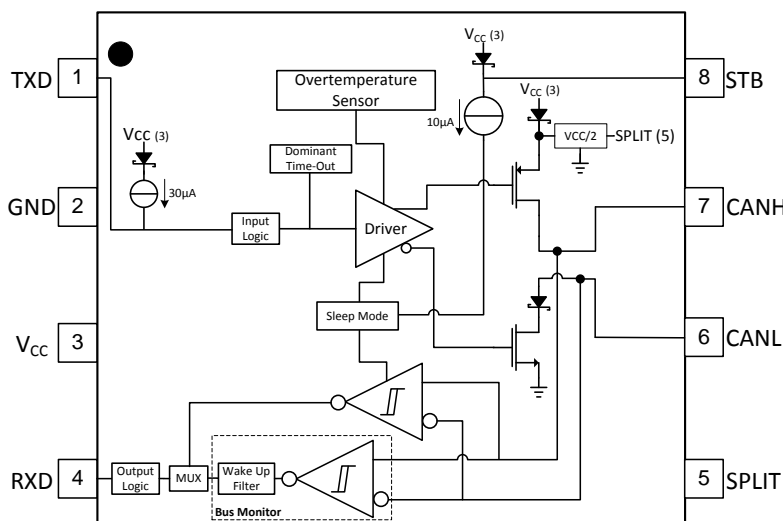 V_CC (3)
TXD
1
Overtemperature
Sensor
8
STB
V_CC (3)
VCC (3)
10µA
VCC/2
SPLIT (5)
Dominant
Time-Out
30µA
GND
2
Input
Logic
Driver
7
CANH
Sleep Mode
V_CC
3
6
CANL
RXD
4
Output
Logic
MUX
Wake Up
Filter
Bus Monitor
5
SPLIT